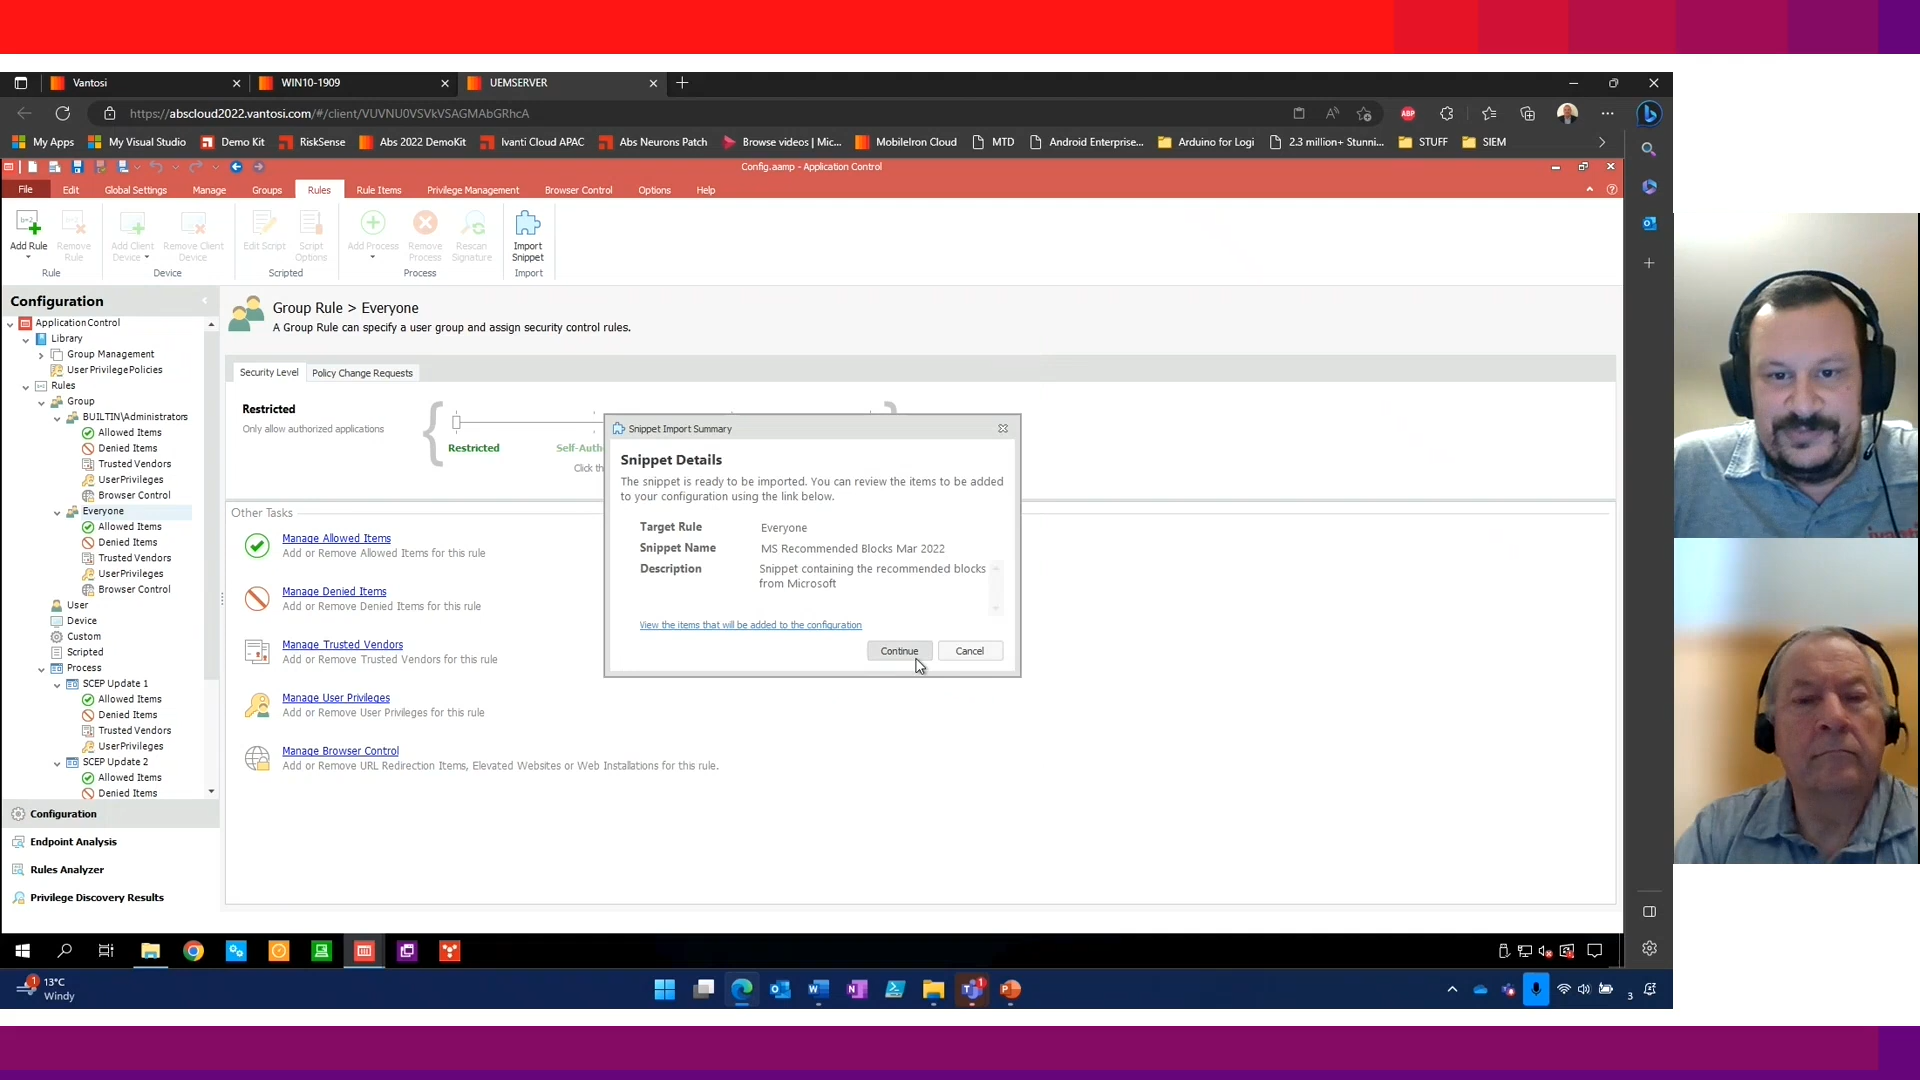 Vantosi
WIN10-1909
UEMSERVER
https://abscloud2022.vantosi.com/#/client/VUVNU0VSVkVSAGMAbGRhcA
ABP
My Apps
My Visual Studio
Demo Kit
RiskSense
Abs 2022 DemoKit
Ivanti Cloud APAC
Abs Neurons Patch
Browse videos | Mic...
MobileIron Cloud
MTD
Android Enterprise...
Arduino for Logi
2.3 million+ Stunni...
STUFF
SIEM
Config.aamp - Application Control
File
Edit
Global Settings
Manage
Groups
Rules
Rule Items
Privilege Management
Browser Control
Options
Help
Add Rule
Remove Rule
Add Client Device
Remove Client Device
Edit Script
Script Options
Add Process
Remove Process
Rescan Signature
Import Snippet
Rule
Device
Scripted
Process
Import
Configuration
Application Control
Library
Group Management
User Privilege Policies
Rules
Group
BUILTIN\Administrators
Allowed Items
Denied Items
Trusted Vendors
User Privileges
Browser Control
Everyone
Allowed Items
Denied Items
Trusted Vendors
User Privileges
Browser Control
User
Device
Custom
Scripted
Process
SCEP Update 1
Allowed Items
Denied Items
Trusted Vendors
User Privileges
SCEP Update 2
Allowed Items
Denied Items
Configuration
Endpoint Analysis
Rules Analyzer
Privilege Discovery Results
Group Rule > Everyone
A Group Rule can specify a user group and assign security control rules.
Security Level
Policy Change Requests
Restricted
Only allow authorized applications
Restricted
Self-Auth
Click th
Other Tasks
Manage Allowed Items
Add or Remove Allowed Items for this rule
Manage Denied Items
Add or Remove Denied Items for this rule
Manage Trusted Vendors
Add or Remove Trusted Vendors for this rule
Manage User Privileges
Add or Remove User Privileges for this rule
Manage Browser Control
Add or Remove URL Redirection Items, Elevated Websites or Web Installations for this rule.
Snippet Import Summary
Snippet Details
The snippet is ready to be imported. You can review the items to be added
to your configuration using the link below.
Target Rule Everyone
Snippet Name MS Recommended Blocks Mar 2022
Description Snippet containing the recommended blocks
from Microsoft
View the items that will be added to the configuration
Continue
Cancel
13°C
Windy
1
1
3